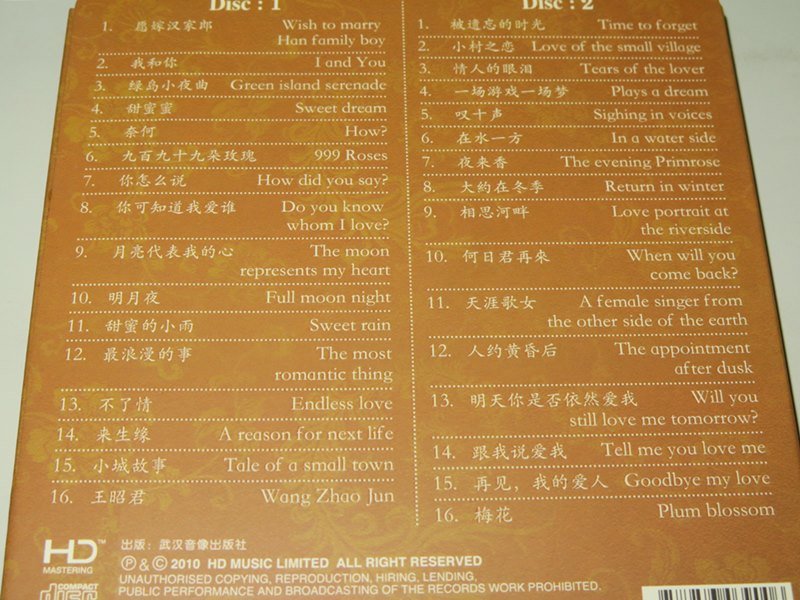 Disc : 1
1. 愿嫁汉家郎 Wish to marry
Han family boy
2. 我和你 I and You
3. 绿岛小夜曲 Green island serenade
4. 甜蜜蜜 Sweet dream
5. 奈何 How?
6. 九百九十九朵玫瑰 999 Roses
7. 你怎么说 How did you say?
8. 你可知道我爱谁 Do you know
whom I love?
9. 月亮代表我的心 The moon
represents my heart
10. 明月夜 Full moon night
11. 甜蜜的小雨 Sweet rain
12. 最浪漫的事 The most
romantic thing
13. 不了情 Endless love
14. 来生缘 A reason for next life
15. 小城故事 Tale of a small town
16. 王昭君 Wang Zhao Jun
Disc : 2
1. 被遗忘的时光 Time to forget
2. 小村之恋 Love of the small village
3. 情人的眼泪 Tears of the lover
4. 一场游戏一场梦 Plays a dream
5. 叹十声 Sighing in voices
6. 在水一方 In a water side
7. 夜来香 The evening Primrose
8. 大约在冬季 Return in winter
9. 相思河畔 Love portrait at
the riverside
10. 何日君再來 When will you
come back?
11. 天涯歌女 A female singer from
the other side of the earth
12. 人约黄昏后 The appointment
after dusk
13. 明天你是否依然爱我 Will you
still love me tomorrow?
14. 跟我说爱我 Tell me you love me
15. 再见，我的爱人 Goodbye my love
16. 梅花 Plum blossom
HD™
MASTERING
出版：武汉音像出版社
Ⓟ & © 2010 HD MUSIC LIMITED ALL RIGHT RESERVED
UNAUTHORISED COPYING, REPRODUCTION, HIRING, LENDING,
PUBLIC PERFORMANCE AND BROADCASTING OF THE RECORDS WORK PROHIBITED.
COMPACT
disc